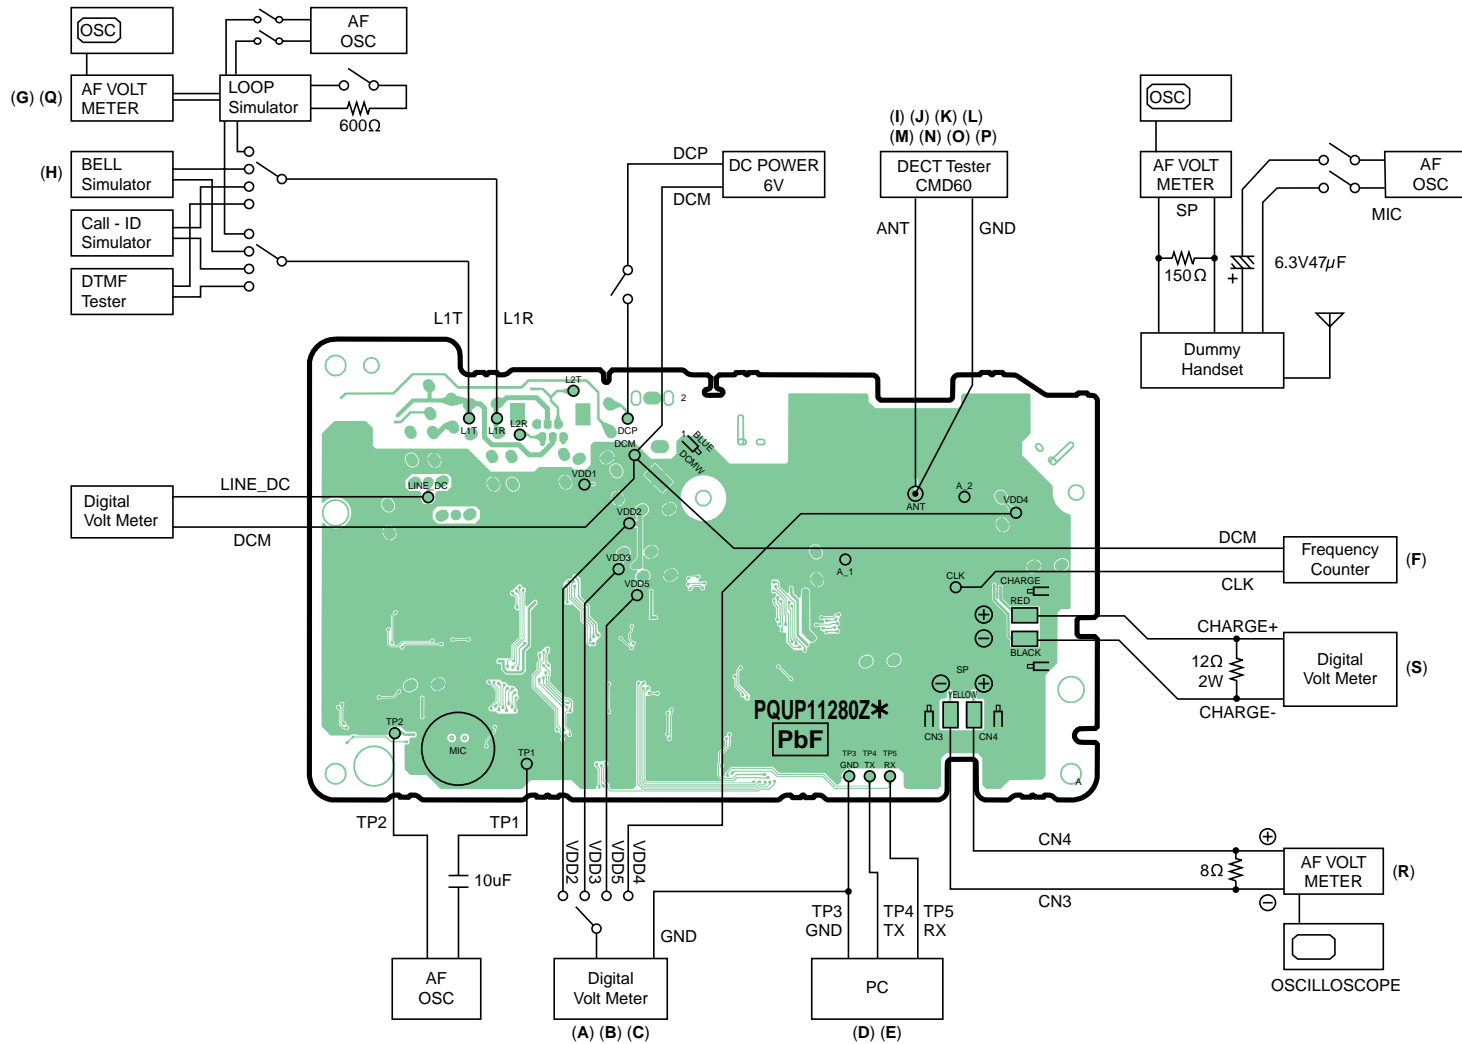 OSC
AF
OSC
(G) (Q)
AF VOLT
METER
LOOP
Simulator
600Ω
(H)
BELL
Simulator
Call - ID
Simulator
DTMF
Tester
L1T
L1R
DCP
DCM
DC POWER
6V
(I) (J) (K) (L)
(M) (N) (O) (P)
DECT Tester
CMD60
ANT
GND
OSC
AF VOLT
METER
SP
AF
OSC
MIC
150Ω
+
6.3V47µF
Dummy
Handset
L2T
L1T
L1R
L2R
DCP
DCM
2
1
BLUE
DCMW
VDD1
LINE_DC
VDD2
VDD3
VDD5
ANT
A_2
VDD4
A_1
CLK
CHARGE
RED
+
−
BLACK
SP
−
+
YELLOW
CN3
CN4
PQUP11280Z*
PbF
TP2
MIC
TP1
TP3
GND
TP4
TX
TP5
RX
A
Digital
Volt Meter
LINE_DC
DCM
DCM
CLK
Frequency
Counter
(F)
CHARGE+
12Ω
2W
CHARGE-
Digital
Volt Meter
(S)
TP2
TP1
10uF
AF
OSC
VDD2
VDD3
VDD5
VDD4
GND
Digital
Volt Meter
(A) (B) (C)
TP3
GND
TP4
TX
TP5
RX
PC
(D) (E)
CN4
CN3
8Ω
+
−
AF VOLT
METER
(R)
OSCILLOSCOPE